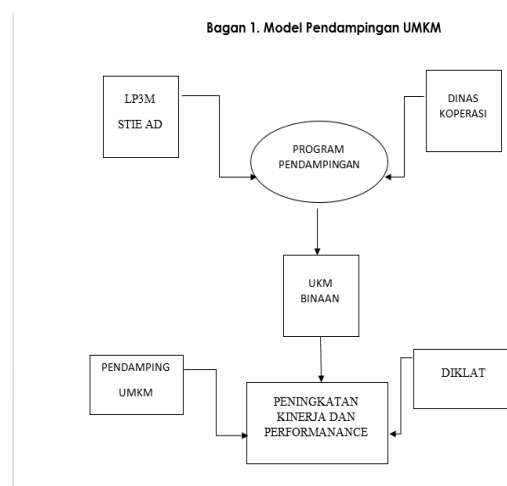 Bagan 1. Model Pendampingan UMKM
LP3M
STIE AD
DINAS
KOPERASI
PROGRAM
PENDAMPINGAN
UKM
BINAAN
PENDAMPING
UMKM
DIKLAT
PENINGKATAN
KINERJA DAN
PERFORMANANCE